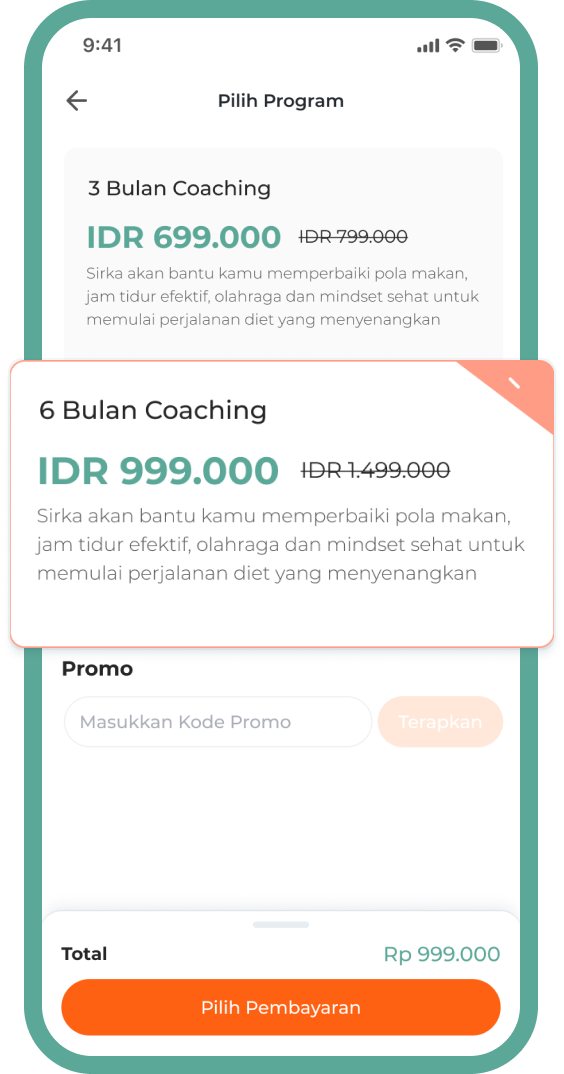 9:41
Pilih Program
3 Bulan Coaching
IDR 699.000 IDR 799.000
Sirka akan bantu kamu memperbaiki pola makan,
jam tidur efektif, olahraga dan mindset sehat untuk
memulai perjalanan diet yang menyenangkan
6 Bulan Coaching
IDR 999.000 IDR 1.499.000
Sirka akan bantu kamu memperbaiki pola makan,
jam tidur efektif, olahraga dan mindset sehat untuk
memulai perjalanan diet yang menyenangkan
Promo
Masukkan Kode Promo Terapkan
Total Rp 999.000
Pilih Pembayaran